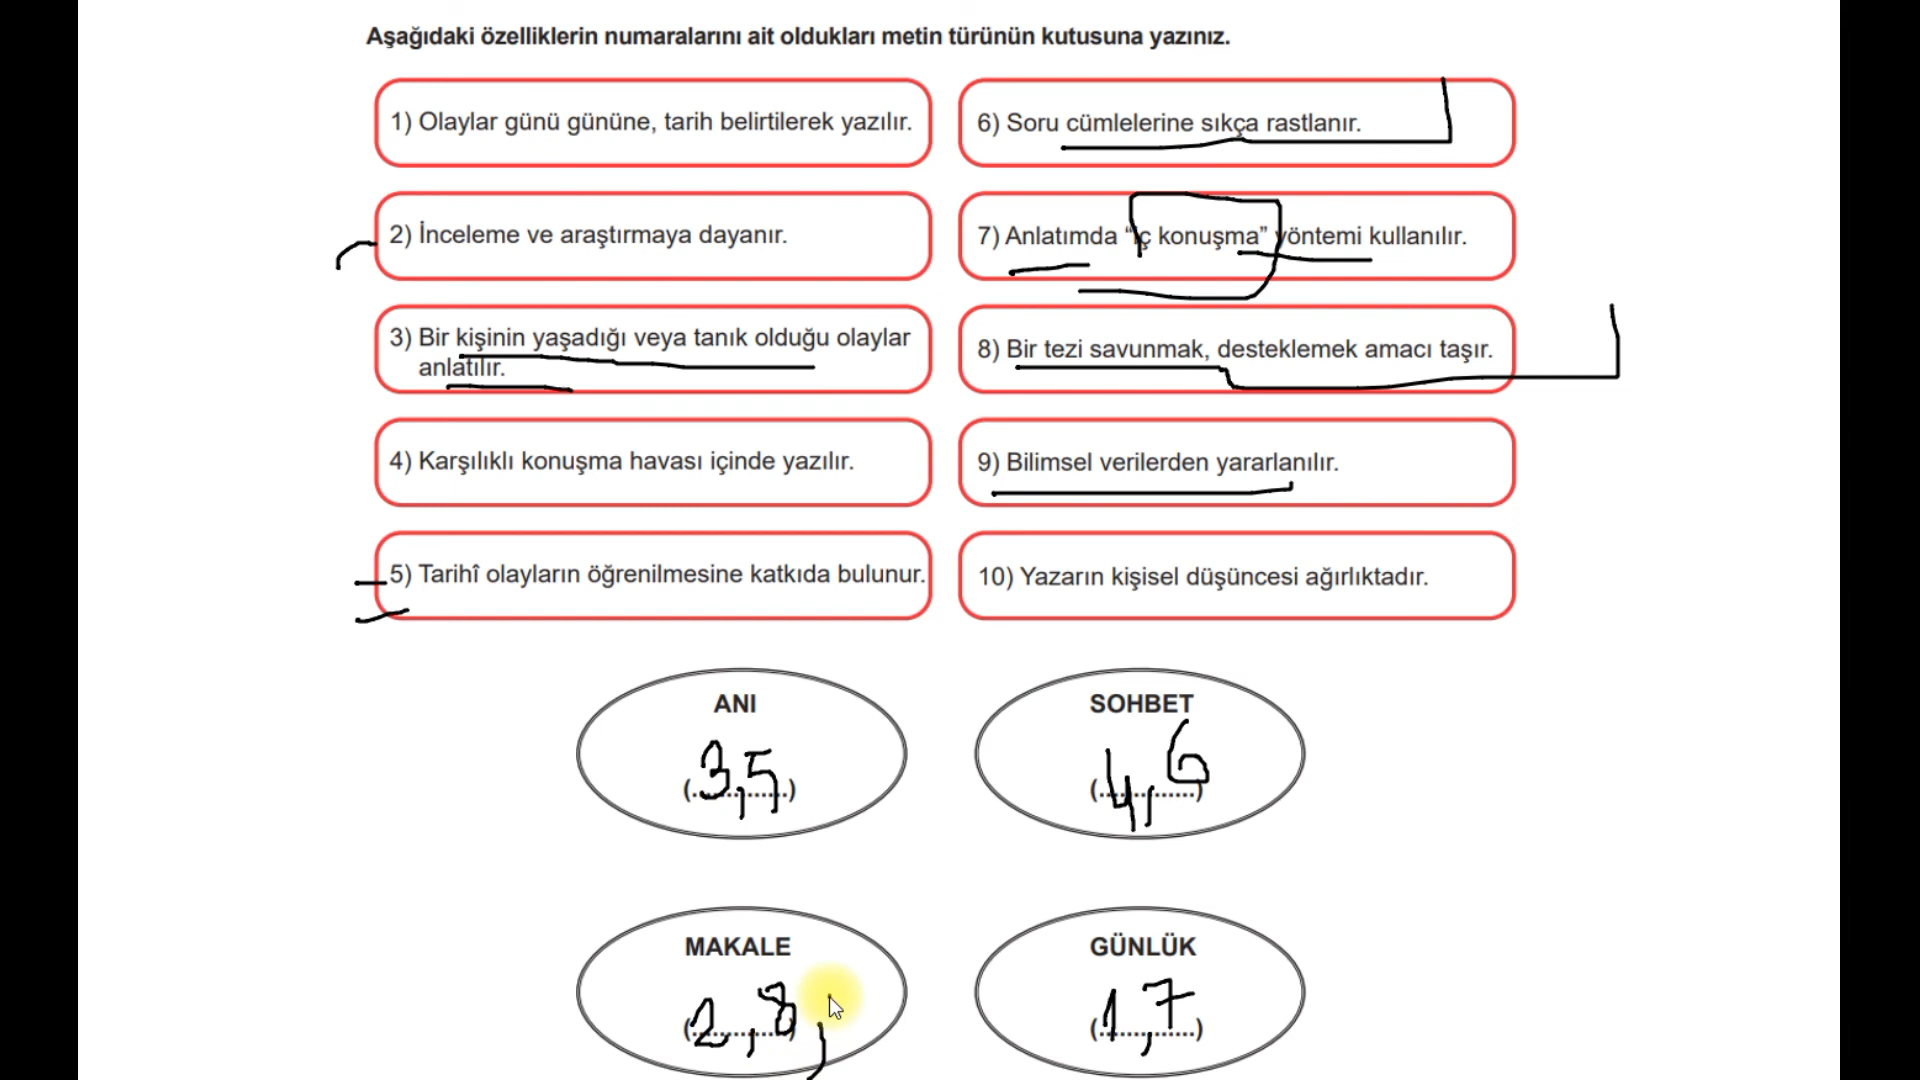 Aşağıdaki özelliklerin numaralarını ait oldukları metin türünün kutusuna yazınız.
1) Olaylar günü gününe, tarih belirtilerek yazılır.
2) İnceleme ve araştırmaya dayanır.
3) Bir kişinin yaşadığı veya tanık olduğu olaylar
anlatılır.
4) Karşılıklı konuşma havası içinde yazılır.
5) Tarihî olayların öğrenilmesine katkıda bulunur.
6) Soru cümlelerine sıkça rastlanır.
7) Anlatımda “iç konuşma” yöntemi kullanılır.
8) Bir tezi savunmak, desteklemek amacı taşır.
9) Bilimsel verilerden yararlanılır.
10) Yazarın kişisel düşüncesi ağırlıktadır.
ANI
(3,5)
SOHBET
(4,6)
MAKALE
(2,8),
GÜNLÜK
(1,7)